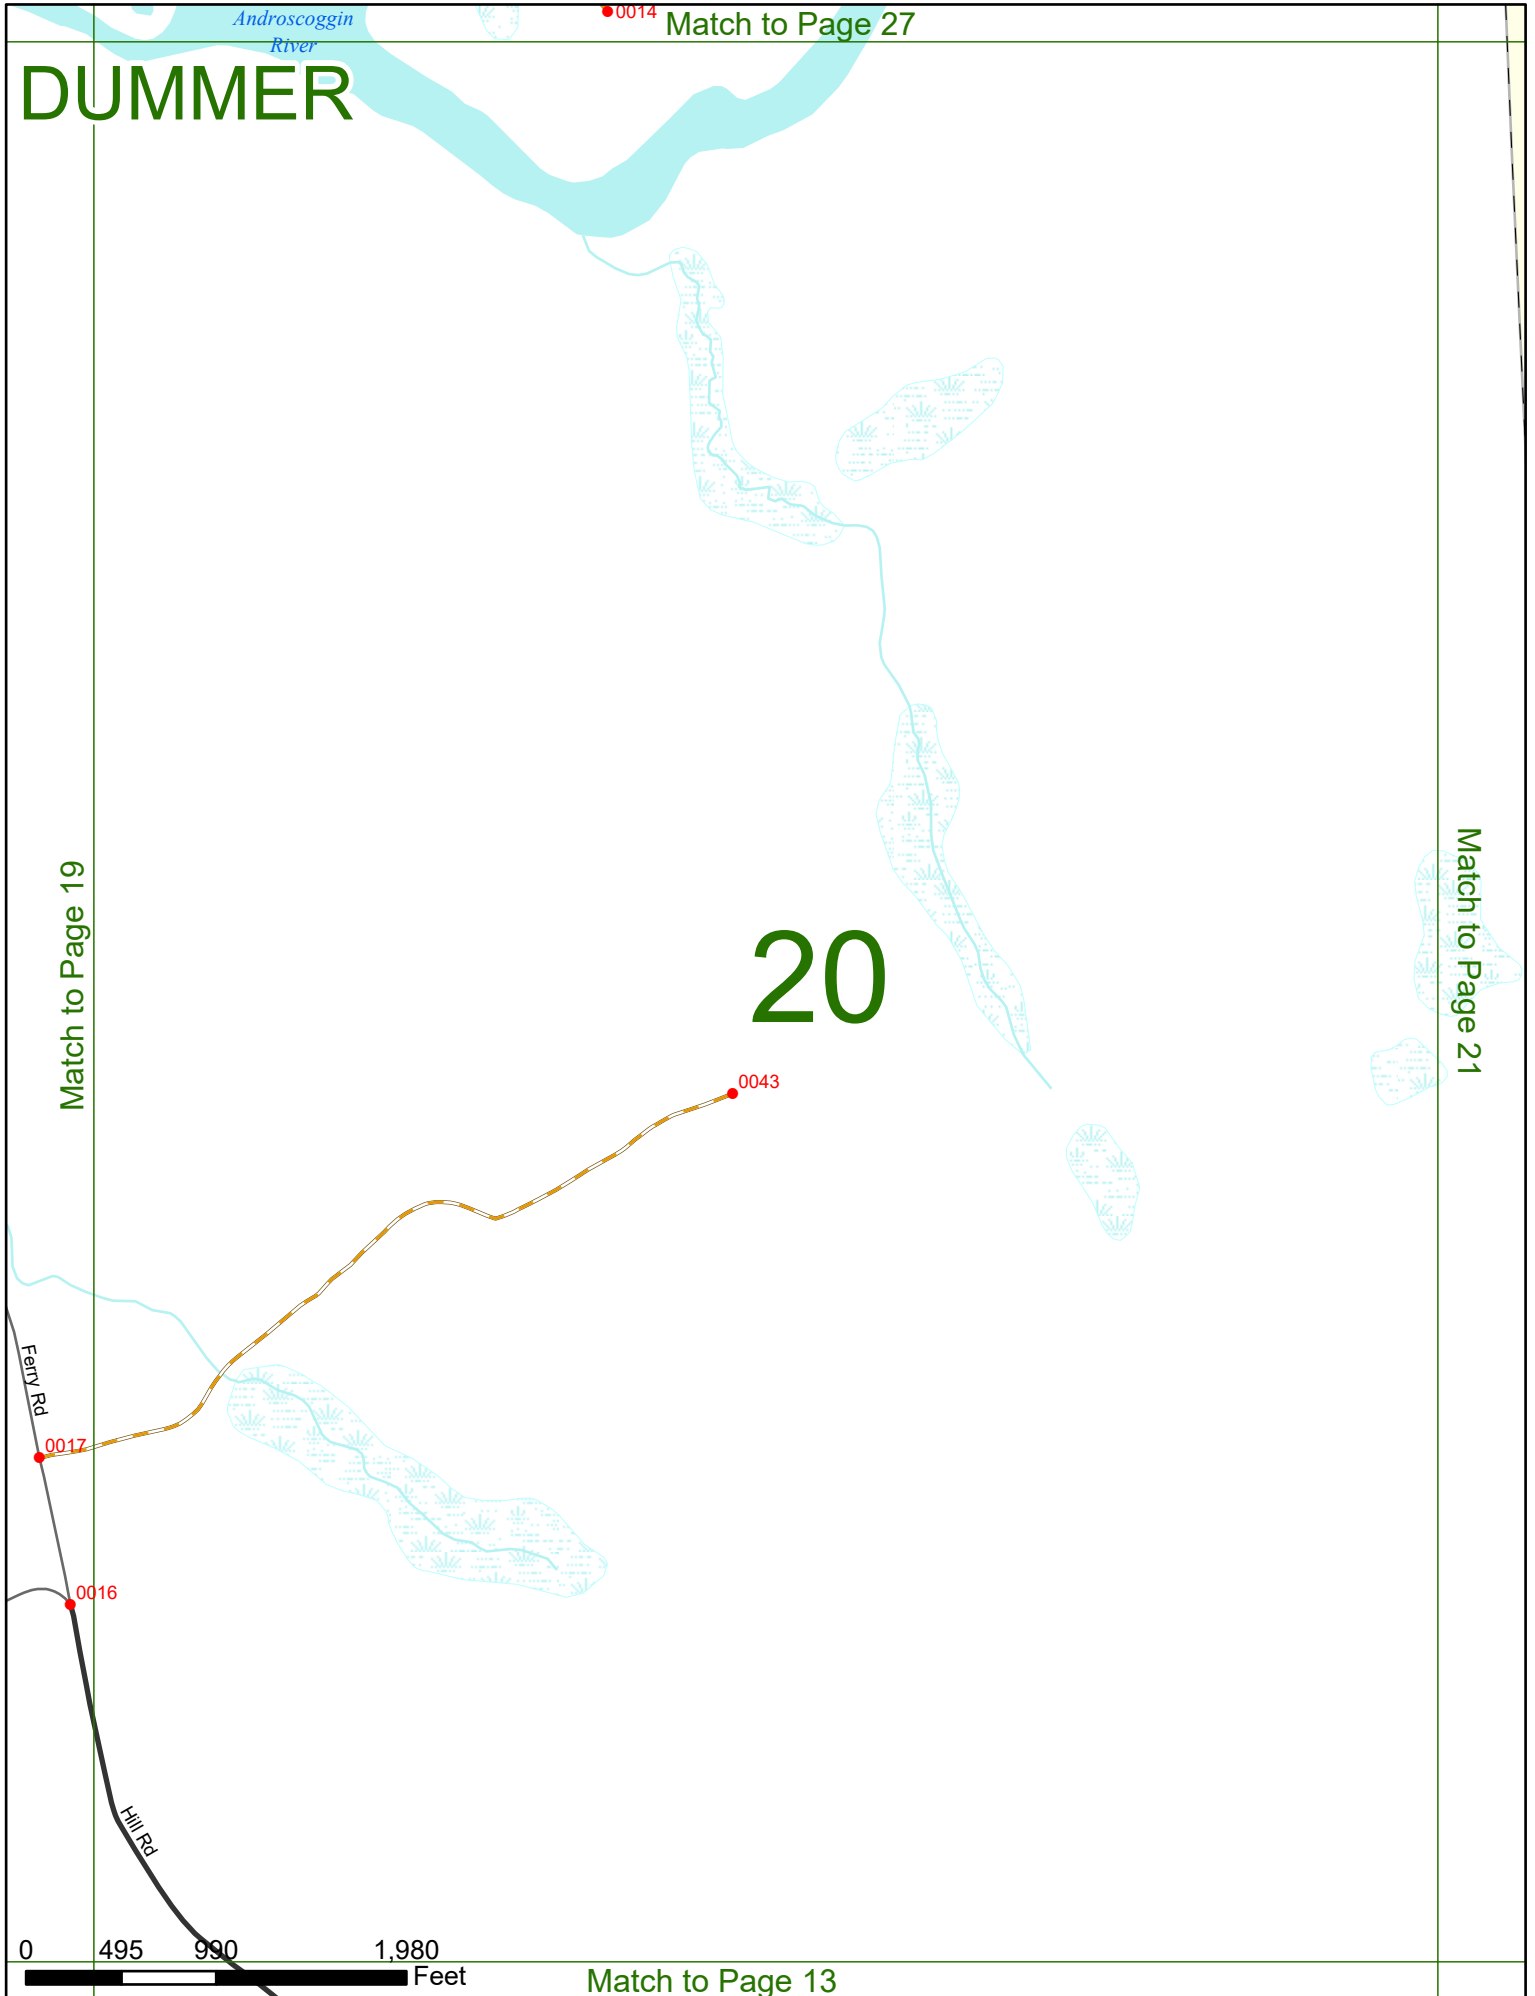 Androscoggin
River
0014
Match to Page 27
DUMMER
Match to Page 19
Match to Page 21
20
0043
Ferry Rd
0017
0016
Hill Rd
0 495 990 1,980
Feet
Match to Page 13